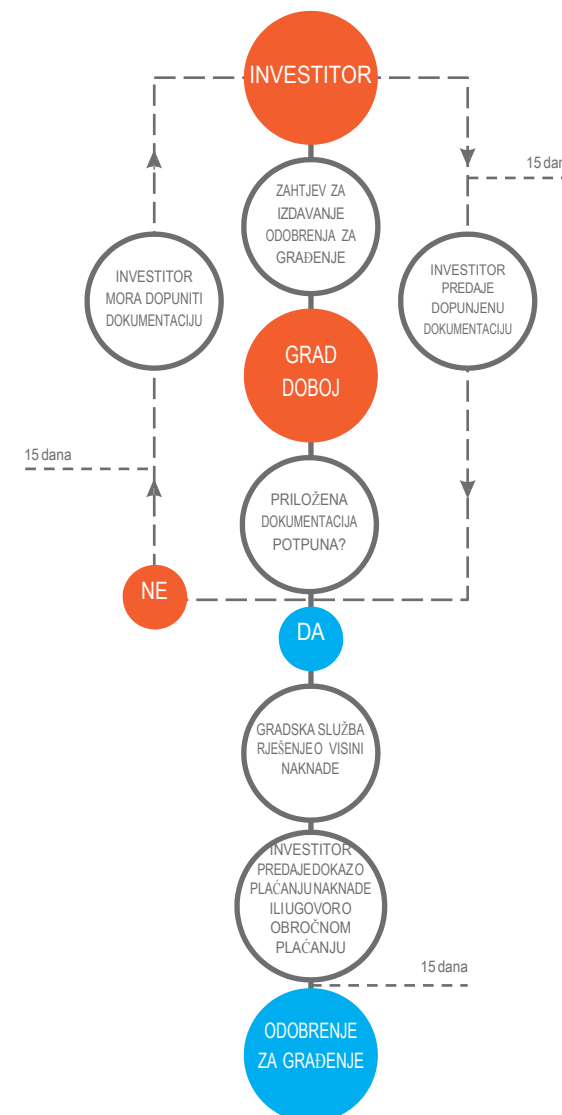 INVESTITOR
15 dan
ZAHTJEV ZA
IZDAVANJE
ODOBRENJA ZA
GRAĐENJE
INVESTITOR
MORA DOPUNITI
DOKUMENTACIJU
INVESTITOR
PREDAJE
DOPUNJENU
DOKUMENTACIJU
GRAD
DOBOJ
15 dana
PRILOŽENA
DOKUMENTACIJA
POTPUNA?
NE
DA
GRADSKA SLUŽBA
RJEŠENJE O VISINI
NAKNADE
INVESTITOR
PREDAJE DOKAZ O
PLAĆANJU NAKNADE
ILI UGOVOR O
OBROČNOM
PLAĆANJU
15 dana
ODOBRENJE
ZA GRAĐENJE